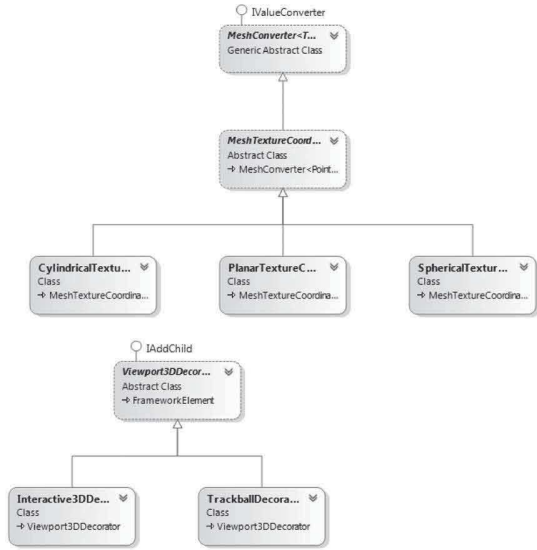 IValueConverter
MeshConverter<T...
Generic Abstract Class
MeshTextureCoord...
Abstract Class
MeshConverter<Point...
CylindricalTextu...
Class
MeshTextureCoordina...
PlanarTextureC...
Class
MeshTextureCoordina...
SphericalTextur...
Class
MeshTextureCoordina...
IAddChild
Viewport3DDecor...
Abstract Class
FrameworkElement
Interactive3DDe...
Class
Viewport3DDecorator
TrackballDecora...
Class
Viewport3DDecorator